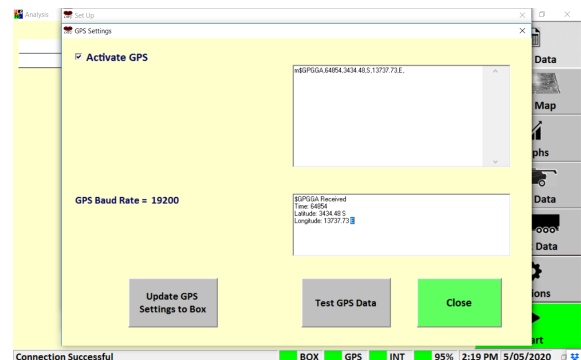 Analysis
Set Up
GPS Settings
Activate GPS
m$GPGGA,64854,3434.48,S,13737.73,E,
GPS Baud Rate = 19200
$GPGGA Received
Time: 64854
Latitude: 3434.48 S
Longitude: 13737.73 E
Update GPS
Settings to Box
Test GPS Data
Close
Data
Map
phs
Data
Data
ions
art
Connection Successful
BOX
GPS
INT
95%
2:19 PM
5/05/2020